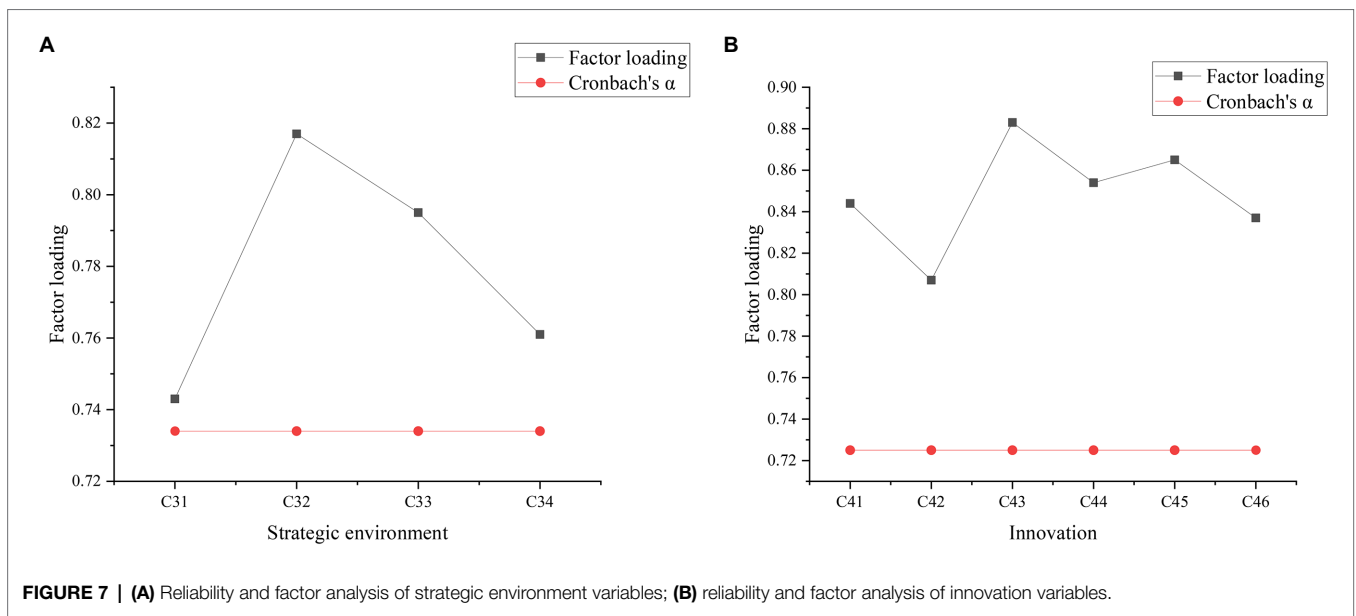 A
Factor loading
Cronbach's α
0.82
0.80
0.78
0.76
0.74
0.72
Factor loading
C31
C32
C33
C34
Strategic environment
B
Factor loading
Cronbach's α
0.90
0.88
0.86
0.84
0.82
0.80
0.78
0.76
0.74
0.72
Factor loading
C41
C42
C43
C44
C45
C46
Innovation
FIGURE 7 | (A) Reliability and factor analysis of strategic environment variables; (B) reliability and factor analysis of innovation variables.